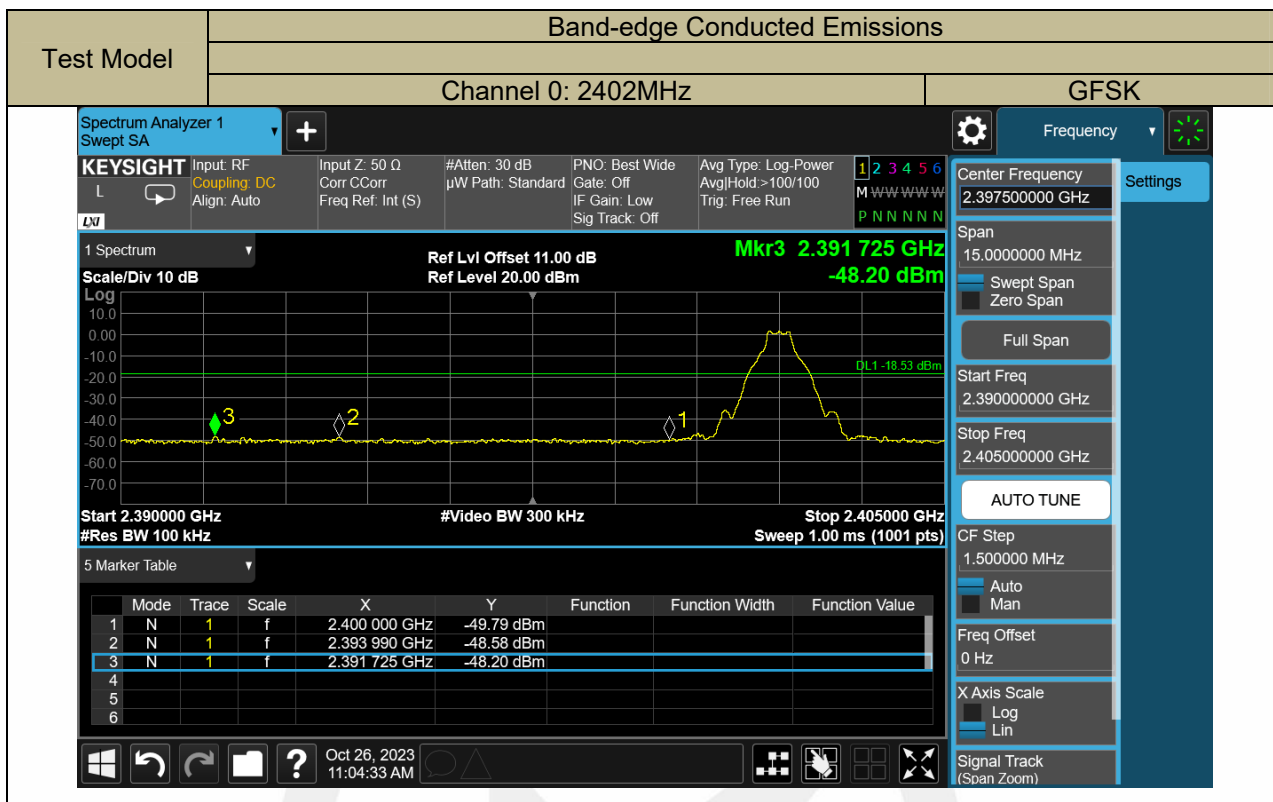 Test Model
Band-edge Conducted Emissions
Channel 0: 2402MHz GFSK
Spectrum Analyzer 1
Swept SA
+
Frequency
KEYSIGHT
L
LXI
Input: RF
Coupling: DC
Align: Auto
Input Z: 50 Ω
Corr CCorr
Freq Ref: Int (S)
#Atten: 30 dB
µW Path: Standard
PNO: Best Wide
Gate: Off
IF Gain: Low
Sig Track: Off
Avg Type: Log-Power
Avg|Hold:>100/100
Trig: Free Run
1 2 3 4 5 6
M W W W W W
P N N N N N
1 Spectrum
Scale/Div 10 dB
Ref Lvl Offset 11.00 dB
Ref Level 20.00 dBm
Mkr3 2.391 725 GHz
-48.20 dBm
Log
10.0
0.00
-10.0
-20.0
-30.0
-40.0
-50.0
-60.0
-70.0
DL1 -18.53 dBm
3
2
1
Start 2.390000 GHz #Video BW 300 kHz Stop 2.405000 GHz
#Res BW 100 kHz Sweep 1.00 ms (1001 pts)
5 Marker Table
Mode Trace Scale X Y Function Function Width Function Value
1 N 1 f 2.400 000 GHz -49.79 dBm
2 N 1 f 2.393 990 GHz -48.58 dBm
3 N 1 f 2.391 725 GHz -48.20 dBm
4
5
6
?
Oct 26, 2023
11:04:33 AM
Center Frequency
2.397500000 GHz
Settings
Span
15.0000000 MHz
Swept Span
Zero Span
Full Span
Start Freq
2.390000000 GHz
Stop Freq
2.405000000 GHz
AUTO TUNE
CF Step
1.500000 MHz
Auto
Man
Freq Offset
0 Hz
X Axis Scale
Log
Lin
Signal Track
(Span Zoom)